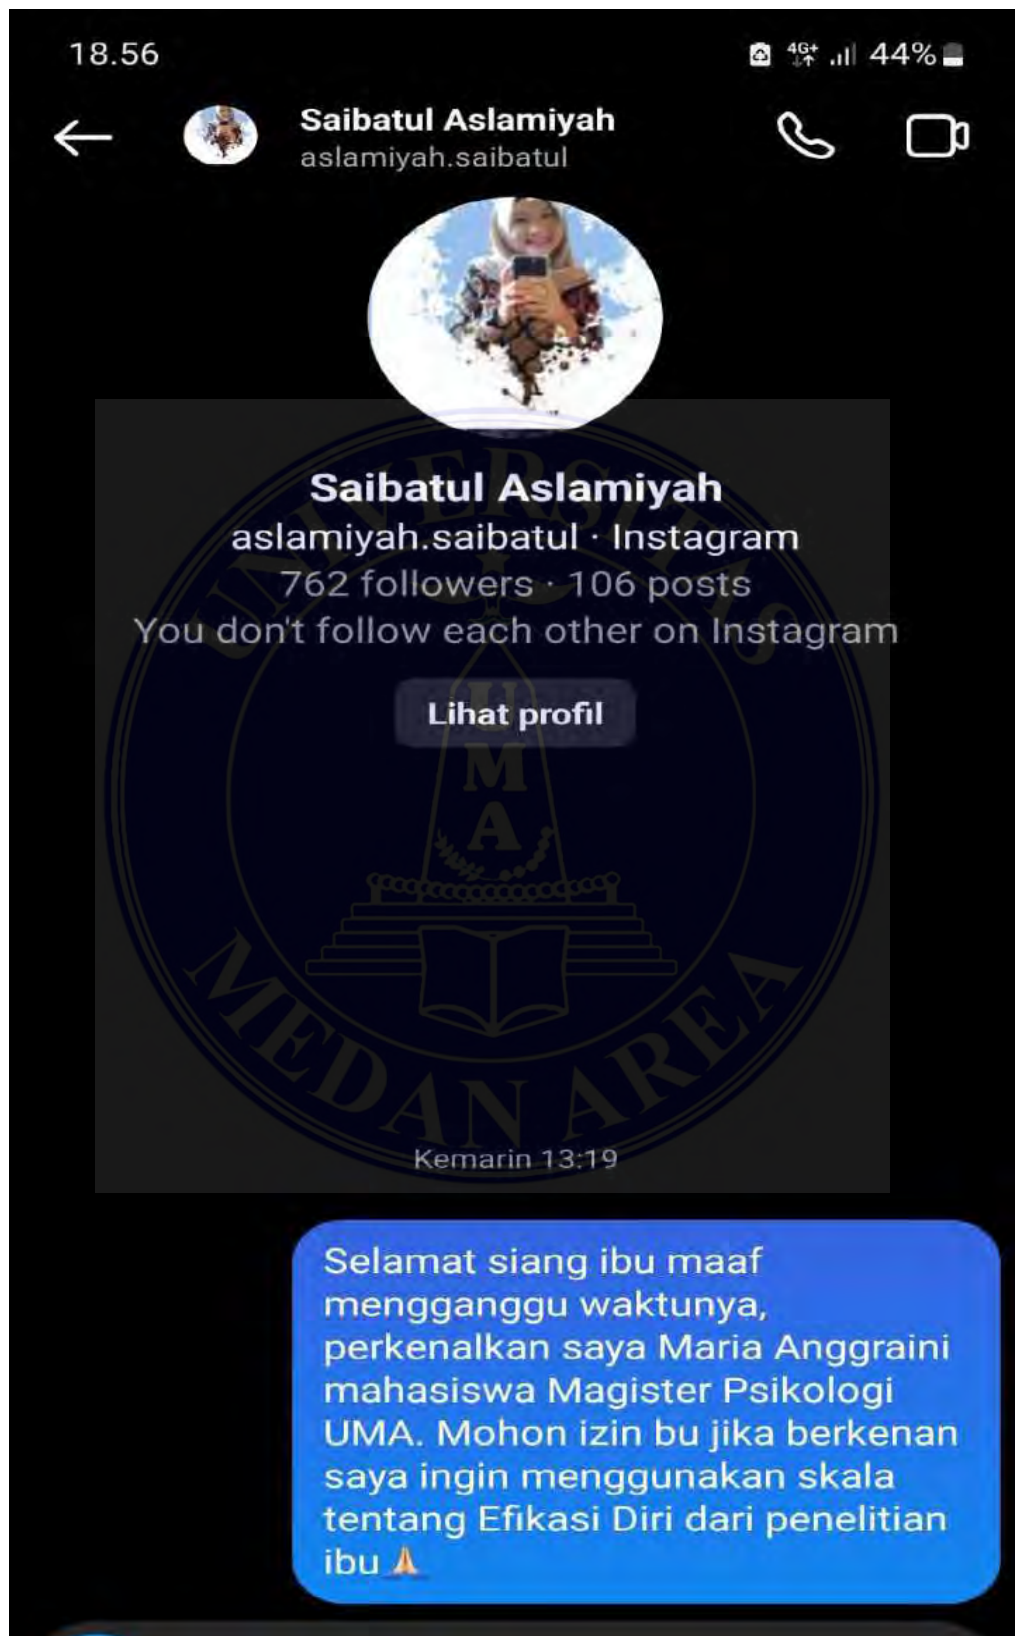 18.56
4G+ 44%
Saibatul Aslamiyah
aslamiyah.saibatul
Saibatul Aslamiyah
aslamiyah.saibatul · Instagram
762 followers · 106 posts
You don't follow each other on Instagram
Lihat profil
UNIVERSITAS
U
M
A
MEDAN AREA
Kemarin 13:19
Selamat siang ibu maaf
mengganggu waktunya,
perkenalkan saya Maria Anggraini
mahasiswa Magister Psikologi
UMA. Mohon izin bu jika berkenan
saya ingin menggunakan skala
tentang Efikasi Diri dari penelitian
ibu🙏